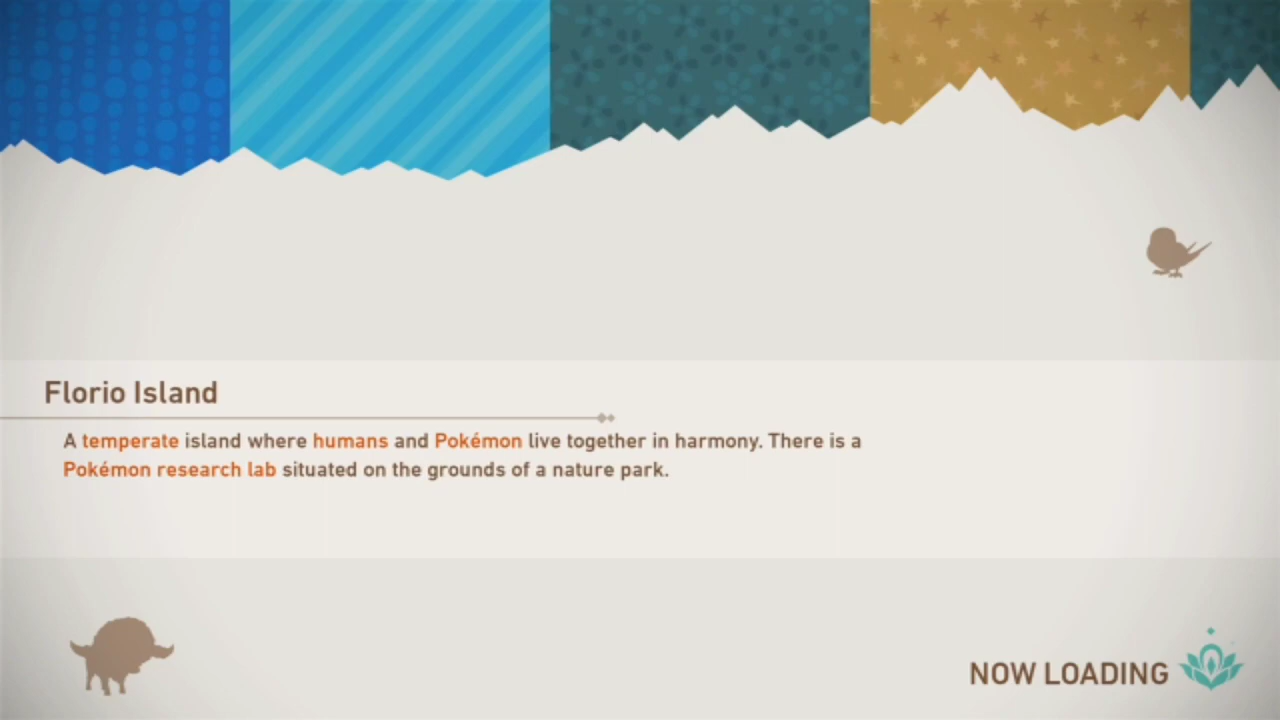 Florio Island
A temperate island where humans and Pokémon live together in harmony. There is a
Pokémon research lab situated on the grounds of a nature park.
NOW LOADING